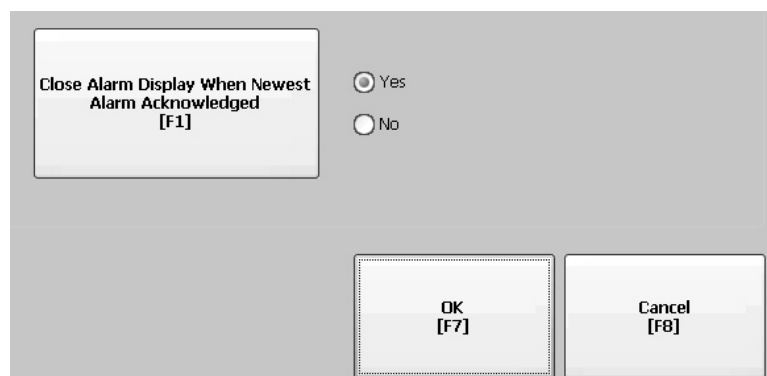 Close Alarm Display When Newest
Alarm Acknowledged
[F1]
Yes
No
OK
[F7]
Cancel
[F8]